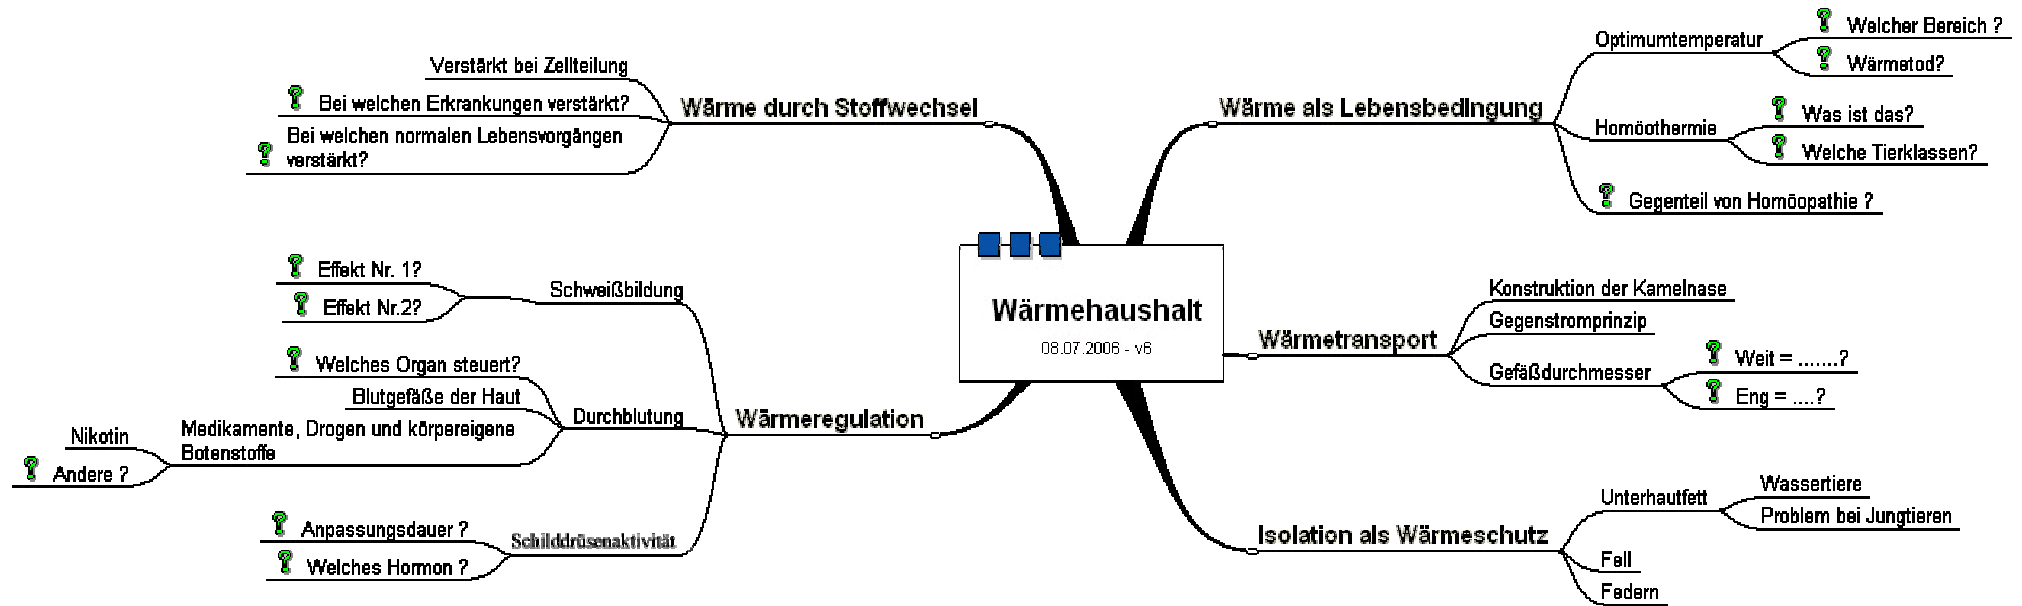 Wärmehaushalt
08.07.2006 - v6
Wärme als Lebensbedingung
Optimumtemperatur
Welcher Bereich ?
Wärmetod?
Homöothermie
Was ist das?
Welche Tierklassen?
Gegenteil von Homöopathie ?
Wärmetransport
Konstruktion der Kamelnase
Gegenstromprinzip
Gefäßdurchmesser
Weit = .......?
Eng = ....?
Isolation als Wärmeschutz
Unterhautfett
Wassertiere
Problem bei Jungtieren
Fell
Federn
Wärme durch Stoffwechsel
Verstärkt bei Zellteilung
Bei welchen Erkrankungen verstärkt?
Bei welchen normalen Lebensvorgängen
verstärkt?
Wärmeregulation
Schweißbildung
Effekt Nr. 1?
Effekt Nr.2?
Durchblutung
Welches Organ steuert?
Blutgefäße der Haut
Medikamente, Drogen und körpereigene
Botenstoffe
Nikotin
Andere ?
Schilddrüsenaktivität
Anpassungsdauer ?
Welches Hormon ?